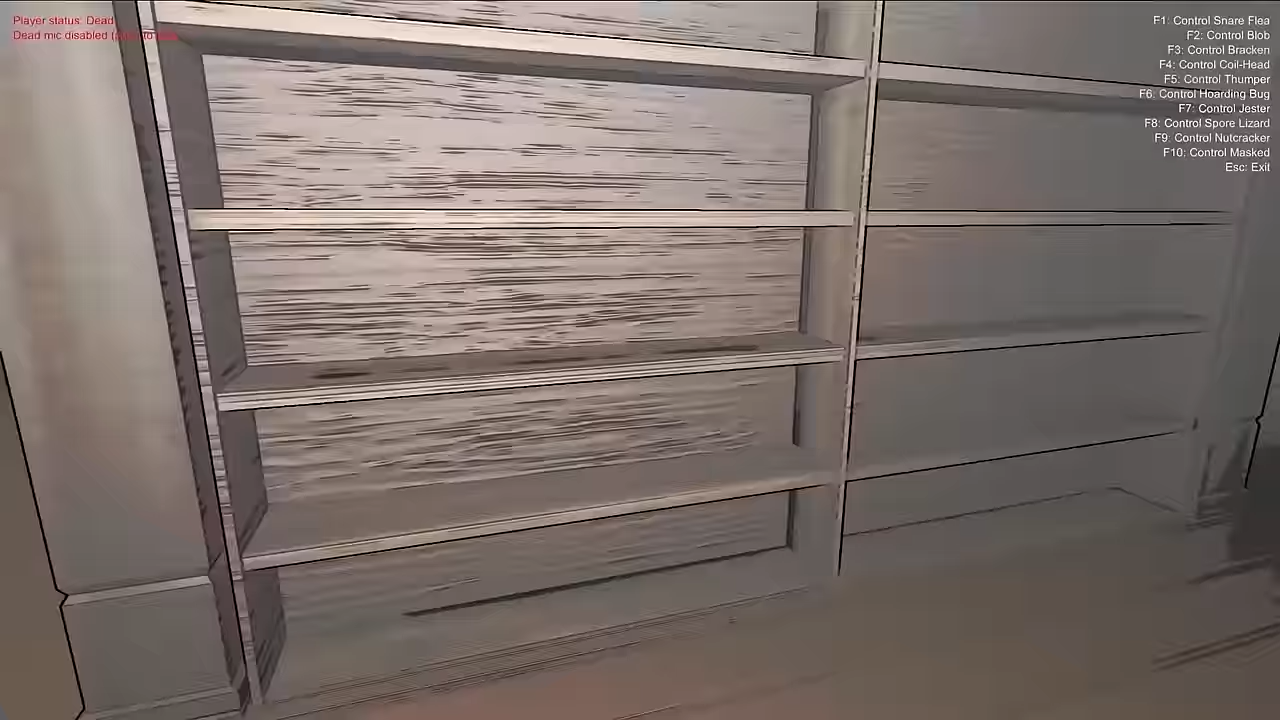 Player status: Dead
Dead mic disabled
F1: Control Snare Flea
F2: Control Blob
F3: Control Bracken
F4: Control Coil-Head
F5: Control Thumper
F6: Control Hoarding Bug
F7: Control Jester
F8: Control Spore Lizard
F9: Control Nutcracker
F10: Control Masked
Esc: Exit